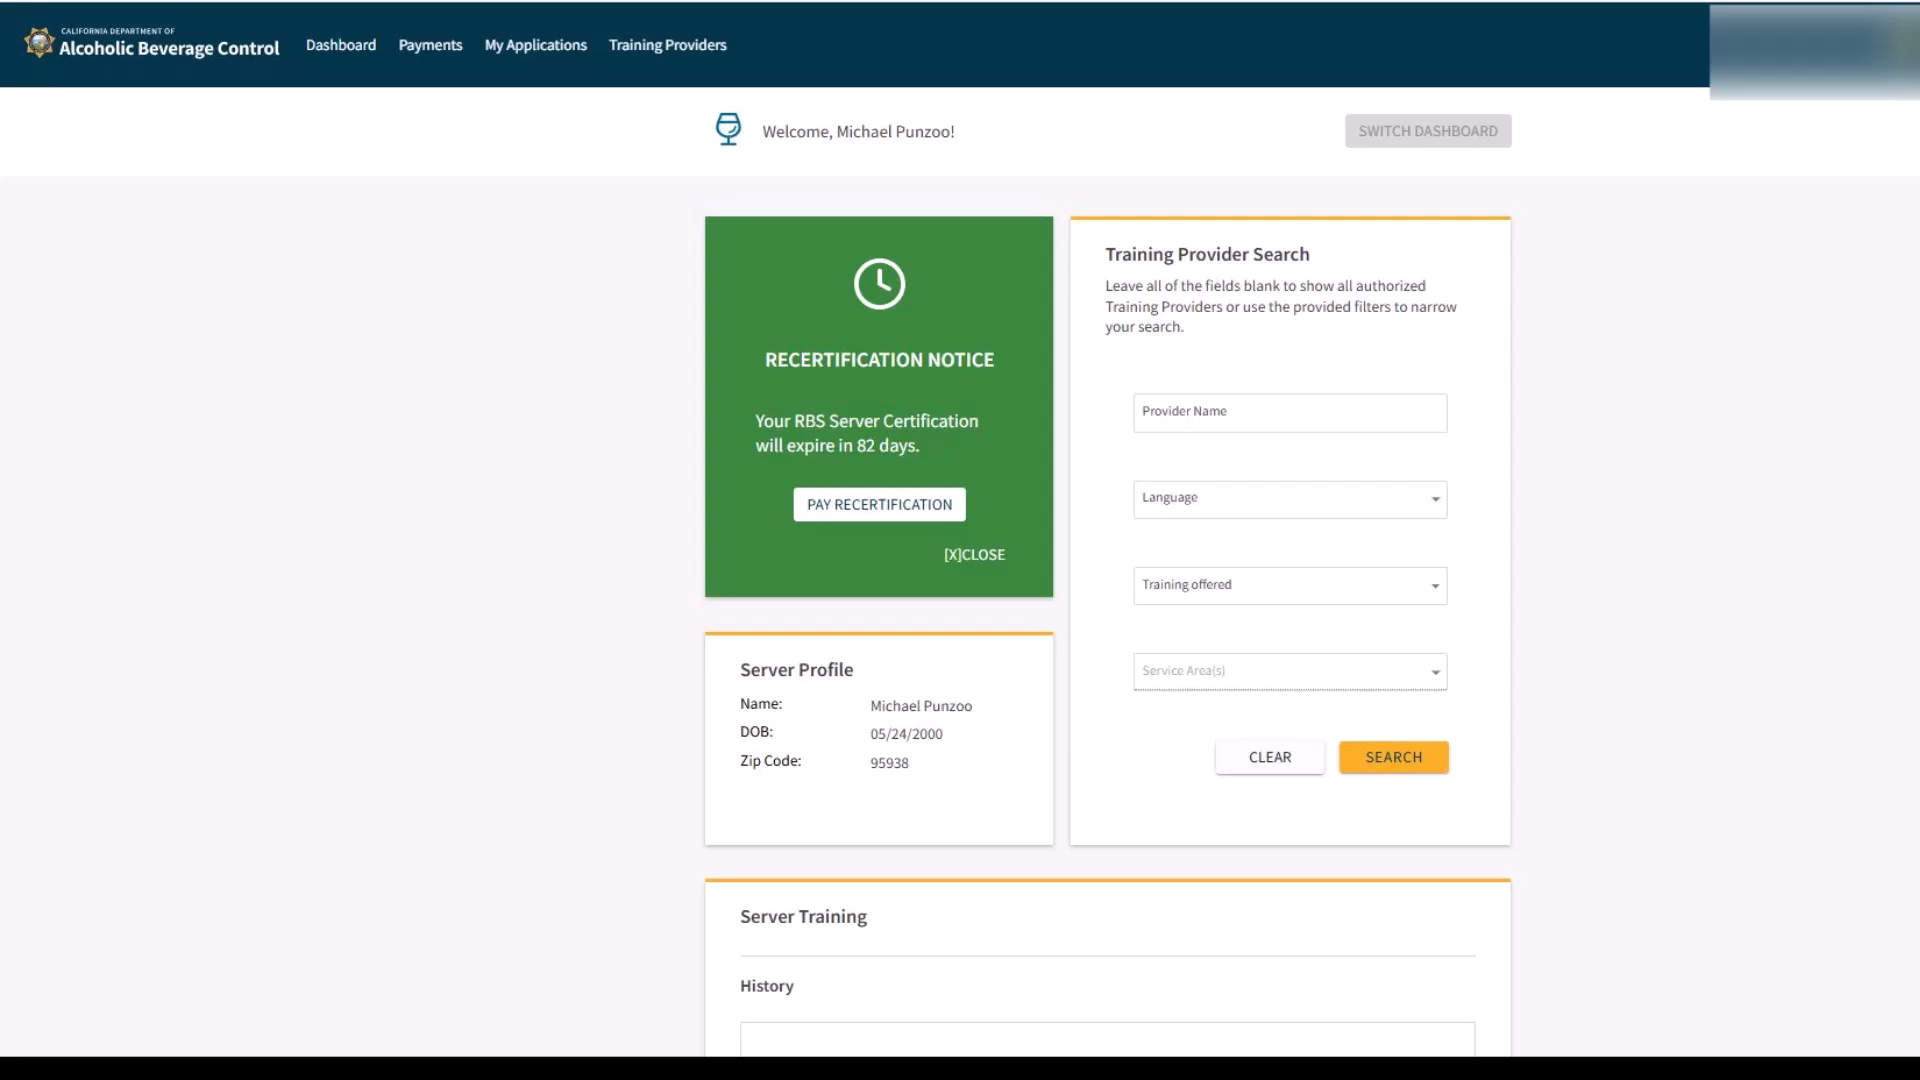 CALIFORNIA DEPARTMENT OF
Alcoholic Beverage Control
Dashboard
Payments
My Applications
Training Providers
Welcome, Michael Punzoo!
SWITCH DASHBOARD
RECERTIFICATION NOTICE
Your RBS Server Certification
will expire in 82 days.
PAY RECERTIFICATION
[X]CLOSE
Training Provider Search
Leave all of the fields blank to show all authorized
Training Providers or use the provided filters to narrow
your search.
Provider Name
Language
Training offered
Service Area(s)
CLEAR
SEARCH
Server Profile
Name: Michael Punzoo
DOB: 05/24/2000
Zip Code: 95938
Server Training
History